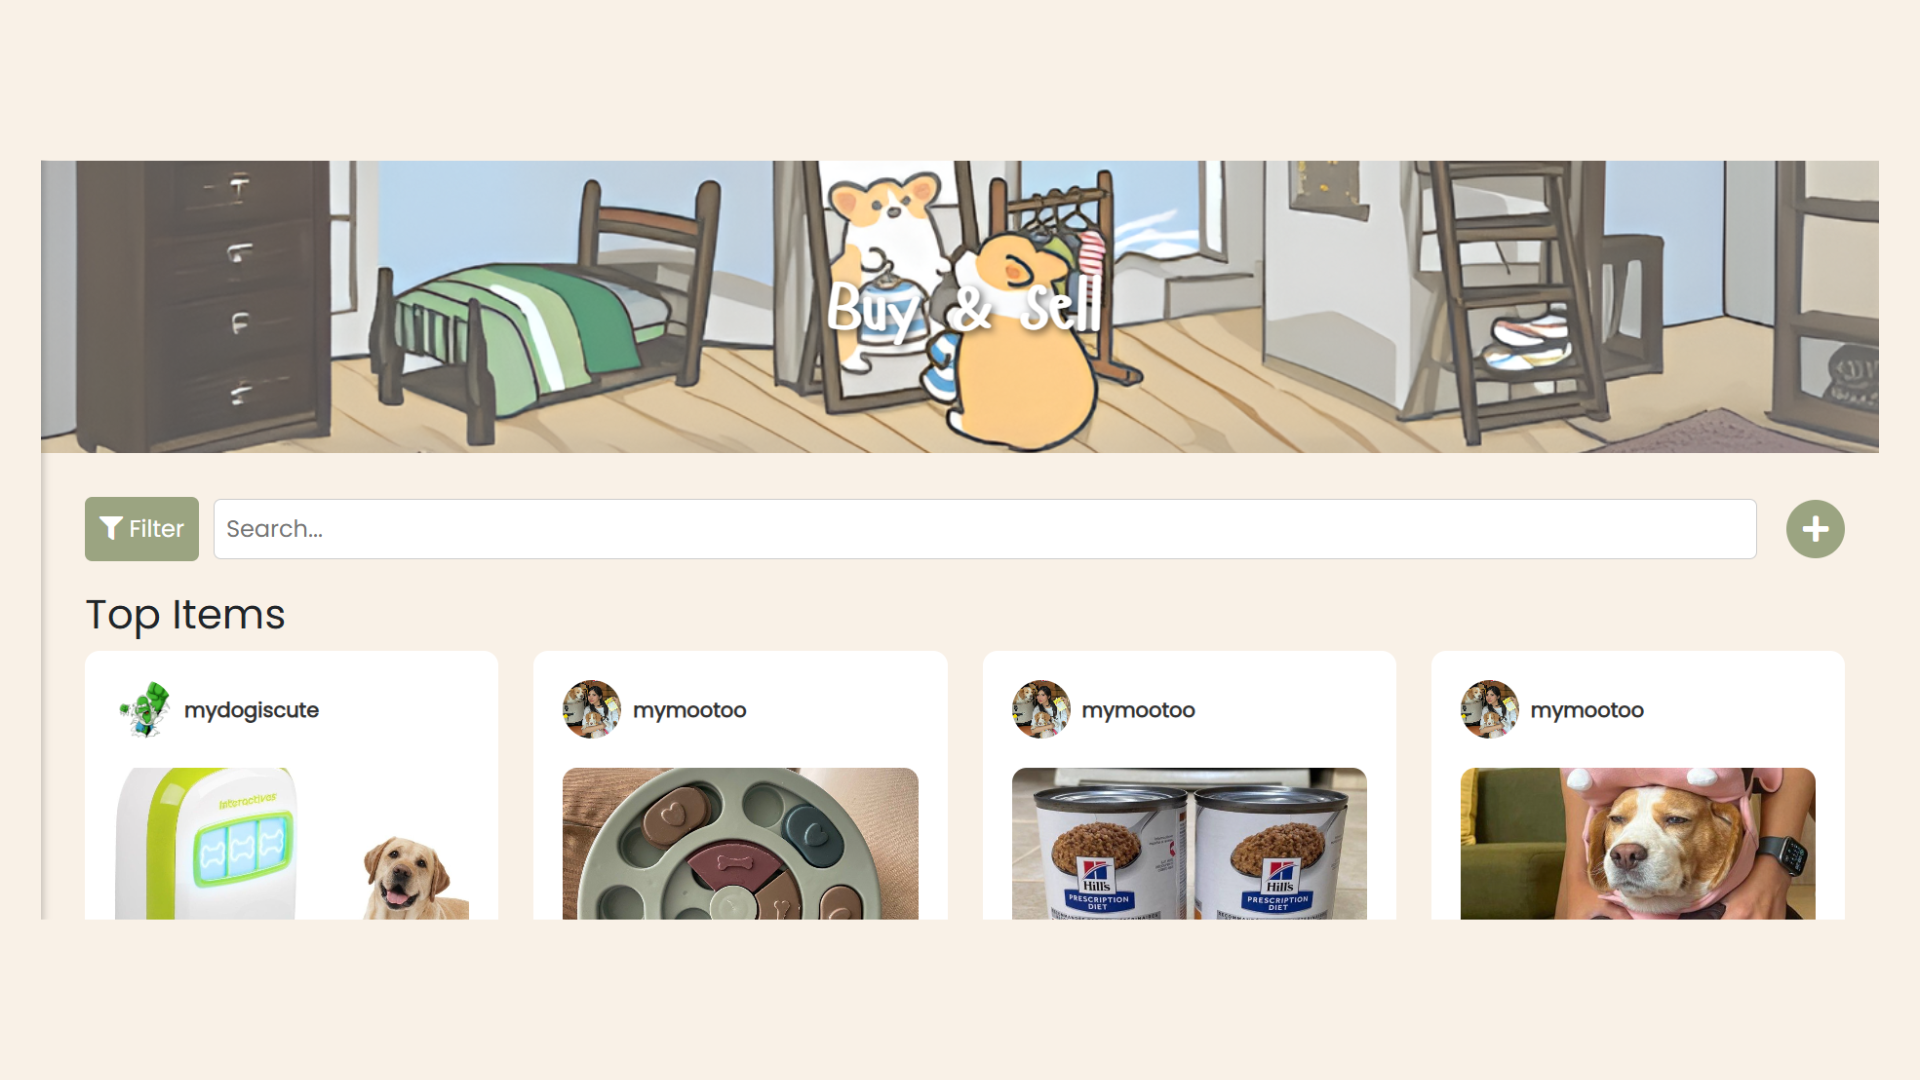 Buy & Sell
Filter
Search...
Top Items
mydogiscute
mymootoo
mymootoo
mymootoo
Hill's
PRESCRIPTION
DIET
Hill's
PRESCRIPTION
DIET